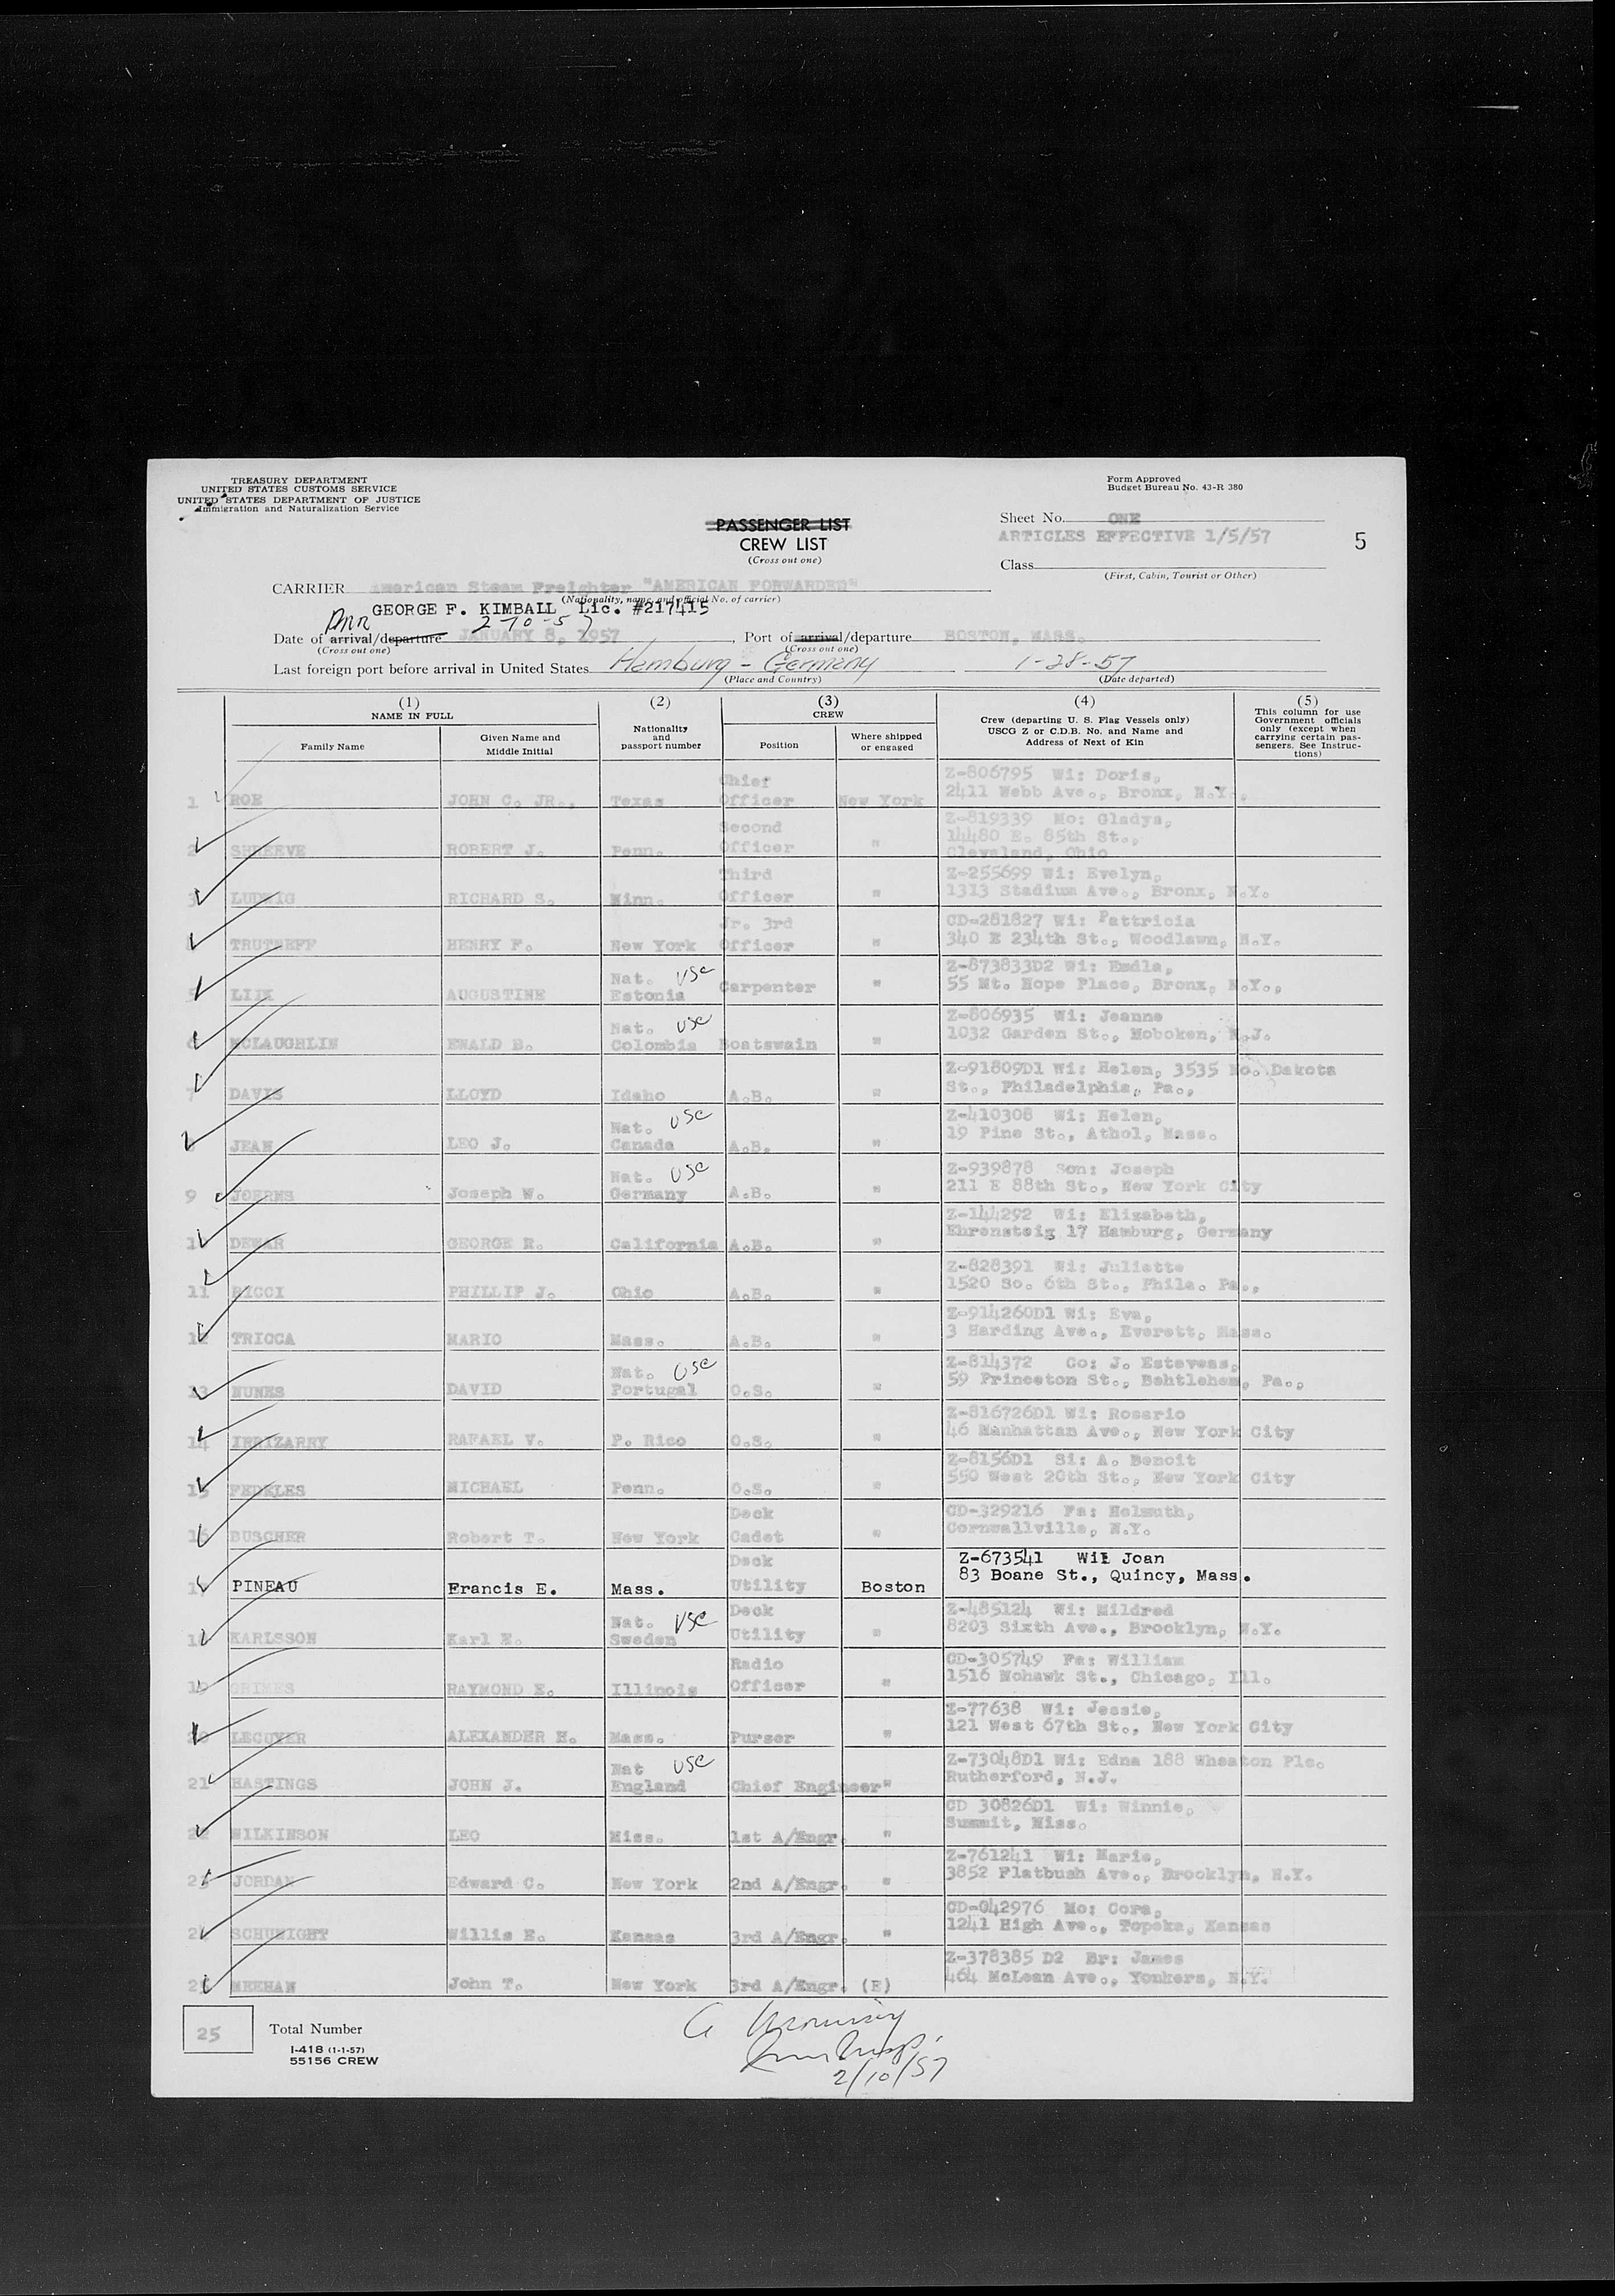 TREASURY DEPARTMENT
UNITED STATES CUSTOMS SERVICE
UNITED STATES DEPARTMENT OF JUSTICE
Immigration and Naturalization Service
Form Approved
Budget Bureau No. 43-R 380
PASSENGER LIST
CREW LIST
(Cross out one)
Sheet No. ONE
ARTICLES EFFECTIVE 1/5/57
5
Class
(First, Cabin, Tourist or Other)
CARRIER American Steam Freighter "AMERICAN FORWARDER"
(Nationality, name, and official No. of carrier)
GEORGE F. KIMBALL Lic. #217415
2-10-57
Date of arrival/departure JANUARY 8, 1957, Port of arrival/departure BOSTON, MASS.
(Cross out one) (Cross out one)
Last foreign port before arrival in United States Hamburg - Germany 1-28-57
(Place and Country) (Date departed)
(1) NAME IN FULL
Family Name
Given Name and Middle Initial
(2) Nationality and passport number
(3) CREW
Position
Where shipped or engaged
(4) Crew (departing U. S. Flag Vessels only) USCG Z or C.D.B. No. and Name and Address of Next of Kin
(5) This column for use Government officials only (except when carrying certain passengers. See Instructions)
1 ROE JOHN C. JR., Texas Chief Officer New York Z-806795 Wi: Doris, 2411 Webb Ave., Bronx, N.Y.,
2 SHREEVE ROBERT J. Penn. Second Officer " Z-819339 Mo: Gladys, 14480 E. 85th St., Cleveland, Ohio
3 LUDWIG RICHARD S. Minn. Third Officer " Z-255699 Wi: Evelyn, 1313 Stadium Ave., Bronx, N.Y.
TRUTNEFF HENRY F. New York Jr. 3rd Officer " CD-281827 Wi: Pattricia 340 E 234th St., Woodlawn, N.Y.
5 LIIK AUGUSTINE Nat. USC Estonia Carpenter " Z-873833D2 Wi: Emdla, 55 Mt. Hope Place, Bronx, N.Y.,
6 MCLAUGHLIN EWALD B. Nat. USC Colombia Boatswain " Z-806935 Wi: Jeanne 1032 Garden St., Hoboken, N.J.
7 DAVIS LLOYD Idaho A.B. " Z-91809D1 Wi: Helen, 3535 No. Dakota St., Philadelphia, Pa.,
8 JEAN LEO J. Nat. USC Canada A.B. " Z-410308 Wi: Helen, 19 Pine St., Athol, Mass.
9 JOERMS Joseph W. Nat. USC Germany A.B. " Z-939878 Son: Joseph 211 E 88th St., New York City
10 DEWAR GEORGE R. California A.B. " Z-144292 Wi: Elizabeth, Ehrensteig 17 Hamburg, Germany
11 RICCI PHILLIP J. Ohio A.B. " Z-828391 Wi: Juliette 1520 So. 6th St., Phila. Pa.,
12 TRICCA MARIO Mass. A.B. " Z-914260D1 Wi: Eva, 3 Harding Ave., Everett, Mass.
13 NUNES DAVID Nat. USC Portugal O.S. " Z-814372 Co: J. Estevens, 59 Princeton St., Behtlehem, Pa.,
14 IRRIZARRY RAFAEL V. P. Rico O.S. " Z-816726D1 Wi: Rosario 46 Manhattan Ave., New York City
15 FEDELES MICHAEL Penn. O.S. " Z-8156D1 Si: A. Benoit 550 West 20th St., New York City
16 BUSCHER Robert T. New York Deck Cadet " CD-329216 Fa: Helmuth, Cornwallville, N.Y.
17 PINEAU Francis E. Mass. Deck Utility Boston Z-673541 Wi: Joan 83 Boane St., Quincy, Mass.
18 KARLSSON Karl E. Nat. USC Sweden Deck Utility " Z-485124 Wi: Mildred 8203 Sixth Ave., Brooklyn, N.Y.
19 GRIMES RAYMOND E. Illinois Radio Officer " CD-305749 Fa: William 1516 Mohawk St., Chicago, Ill.
20 LECUYER ALEXANDER H. Mass. Purser " Z-77638 Wi: Jessie, 121 West 67th St., New York City
21 HASTINGS JOHN J. Nat USC England Chief Engineer " Z-73048D1 Wi: Edna 188 Wheaton Ple. Rutherford, N.J.
22 WILKINSON LEO Miss. 1st A/Engr. " CD 30826D1 Wi: Winnie, Summit, Miss.
23 JORDAN Edward C. New York 2nd A/Engr. " Z-761241 Wi: Marie, 3852 Flatbush Ave., Brooklyn, N.Y.
24 SCHUWIGHT Willis E. Kansas 3rd A/Engr. " CD-042976 Mo: Cora, 1241 High Ave., Topeka, Kansas
25 MEEHAN John T. New York 3rd A/Engr. (E) Z-378385 D2 Br: James 464 McLean Ave., Yonkers, N.Y.
25 Total Number
I-418 (1-1-57)
55156 CREW
2/10/57